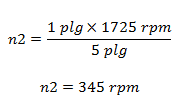 n2 = 1 plg × 1725 rpm / 5 plg
n2 = 345 rpm